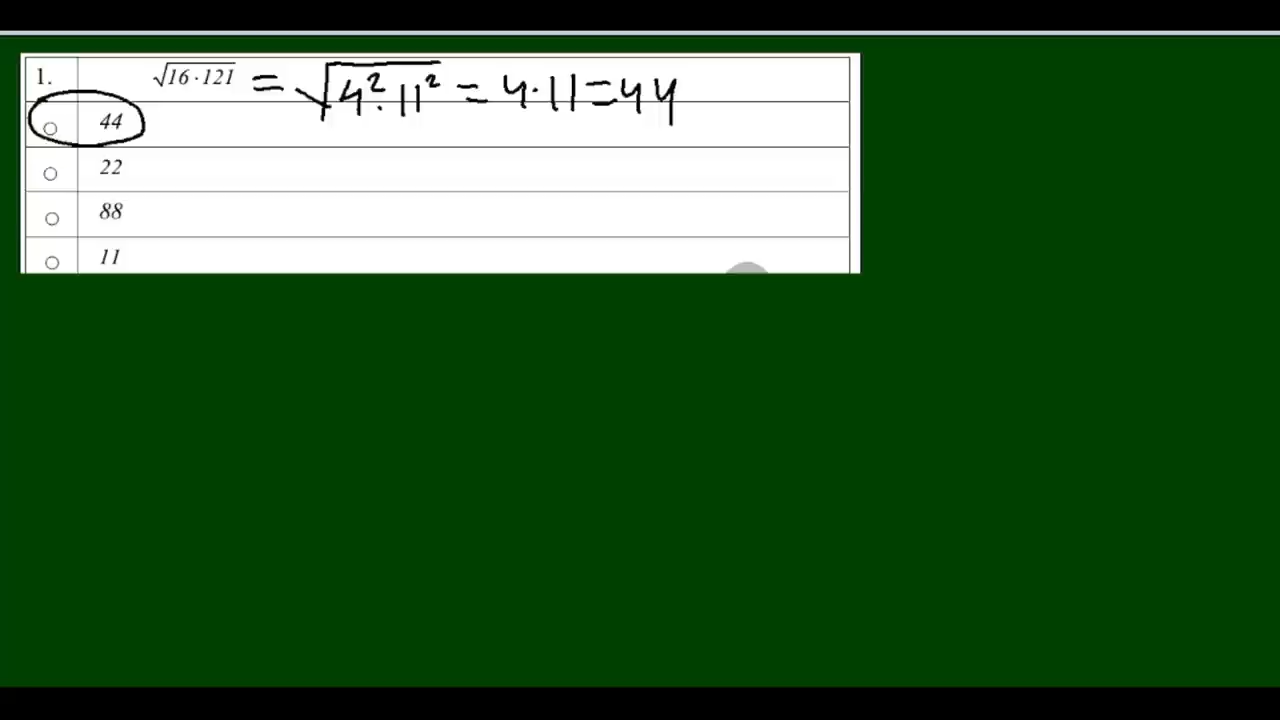 1. √16·121 = √4²·11² = 4·11=44
44
22
88
11